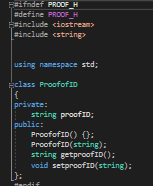 #ifndef PROOF_H
#define PROOF_H
#include <iostream>
#include <string>
using namespace std;
class ProofofID
{
private:
string proofID;
public:
ProofofID() {};
ProofofID(string);
string getproofID();
void setproofID(string);
};
#endif